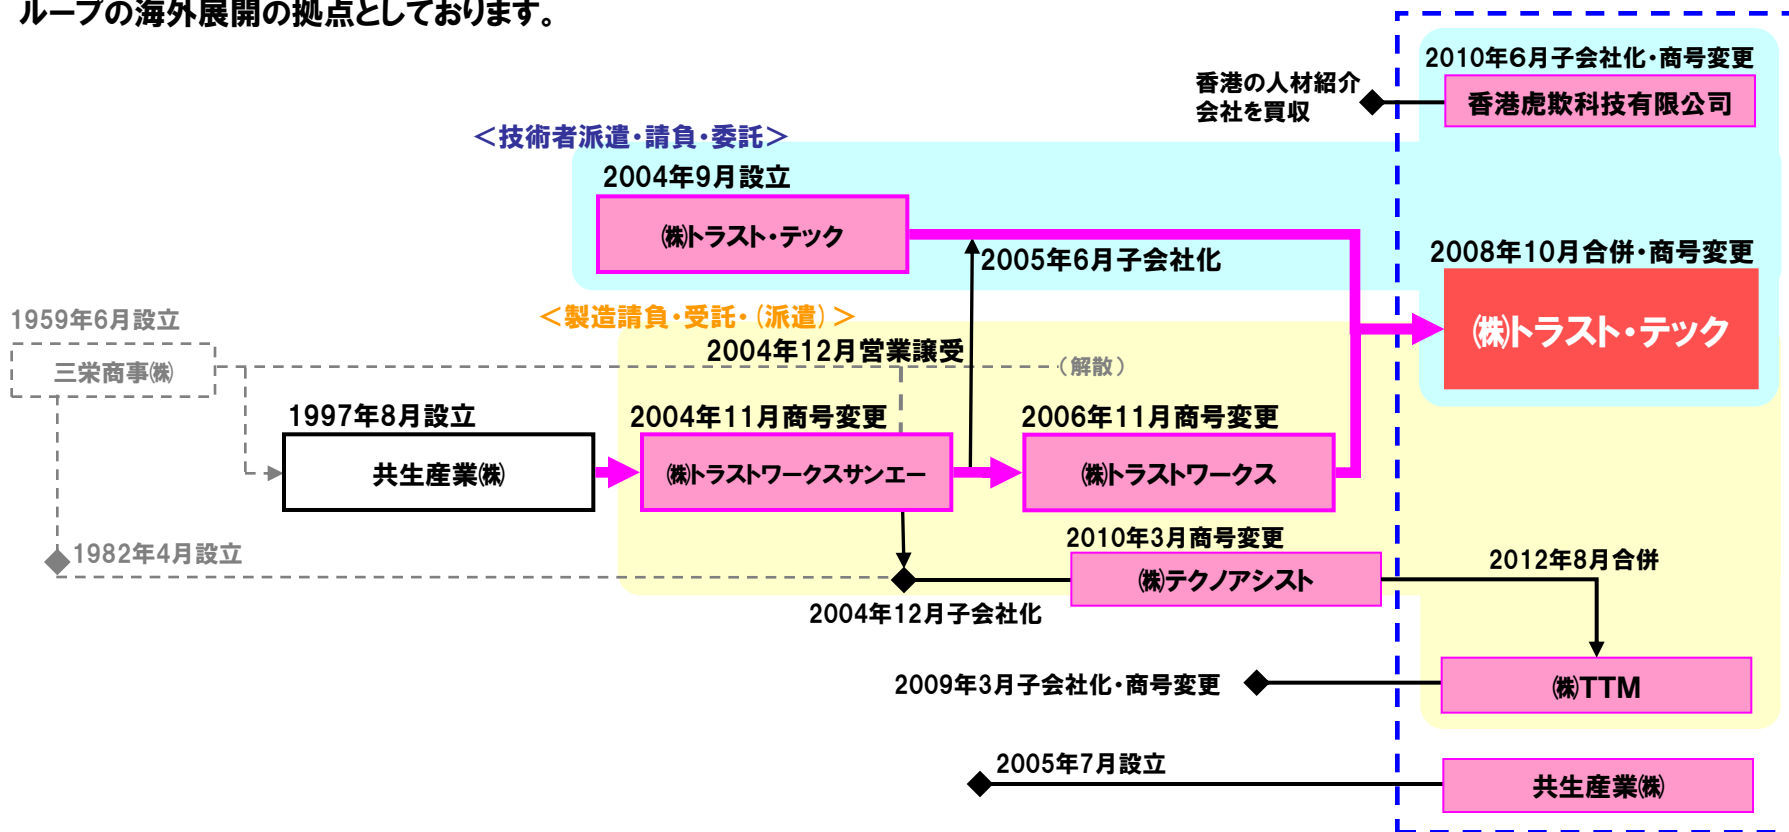 ループの海外展開の拠点としております。
2010年6月子会社化・商号変更
香港の人材紹介
会社を買収
香港虎欺科技有限公司
＜技術者派遣・請負・委託＞
2004年9月設立
㈱トラスト・テック
2005年6月子会社化
2008年10月合併・商号変更
㈱トラスト・テック
＜製造請負・受託・（派遣）＞
1959年6月設立
三栄商事㈱
2004年12月営業譲受
（解散）
1997年8月設立
共生産業㈱
2004年11月商号変更
㈱トラストワークスサンエー
2006年11月商号変更
㈱トラストワークス
1982年4月設立
2010年3月商号変更
㈱テクノアシスト
2012年8月合併
2004年12月子会社化
2009年3月子会社化・商号変更
㈱TTM
2005年7月設立
共生産業㈱